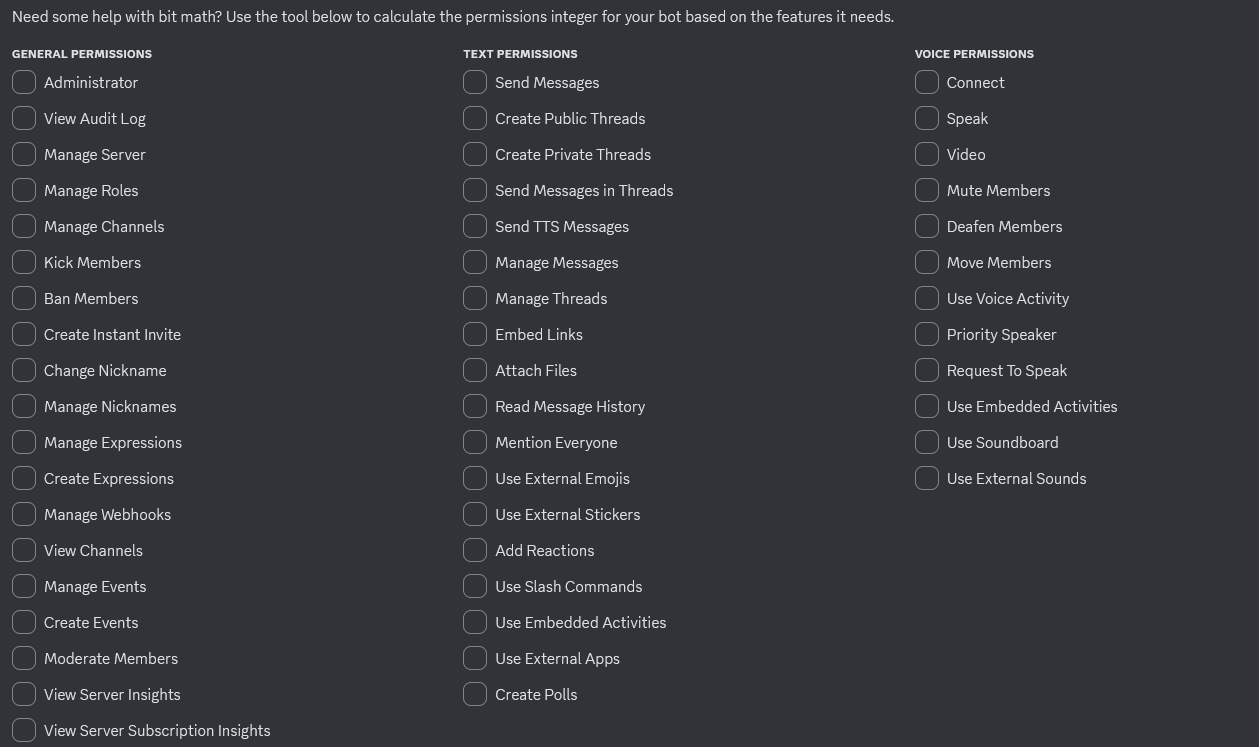 Need some help with bit math? Use the tool below to calculate the permissions integer for your bot based on the features it needs.
GENERAL PERMISSIONS
Administrator
View Audit Log
Manage Server
Manage Roles
Manage Channels
Kick Members
Ban Members
Create Instant Invite
Change Nickname
Manage Nicknames
Manage Expressions
Create Expressions
Manage Webhooks
View Channels
Manage Events
Create Events
Moderate Members
View Server Insights
View Server Subscription Insights
TEXT PERMISSIONS
Send Messages
Create Public Threads
Create Private Threads
Send Messages in Threads
Send TTS Messages
Manage Messages
Manage Threads
Embed Links
Attach Files
Read Message History
Mention Everyone
Use External Emojis
Use External Stickers
Add Reactions
Use Slash Commands
Use Embedded Activities
Use External Apps
Create Polls
VOICE PERMISSIONS
Connect
Speak
Video
Mute Members
Deafen Members
Move Members
Use Voice Activity
Priority Speaker
Request To Speak
Use Embedded Activities
Use Soundboard
Use External Sounds